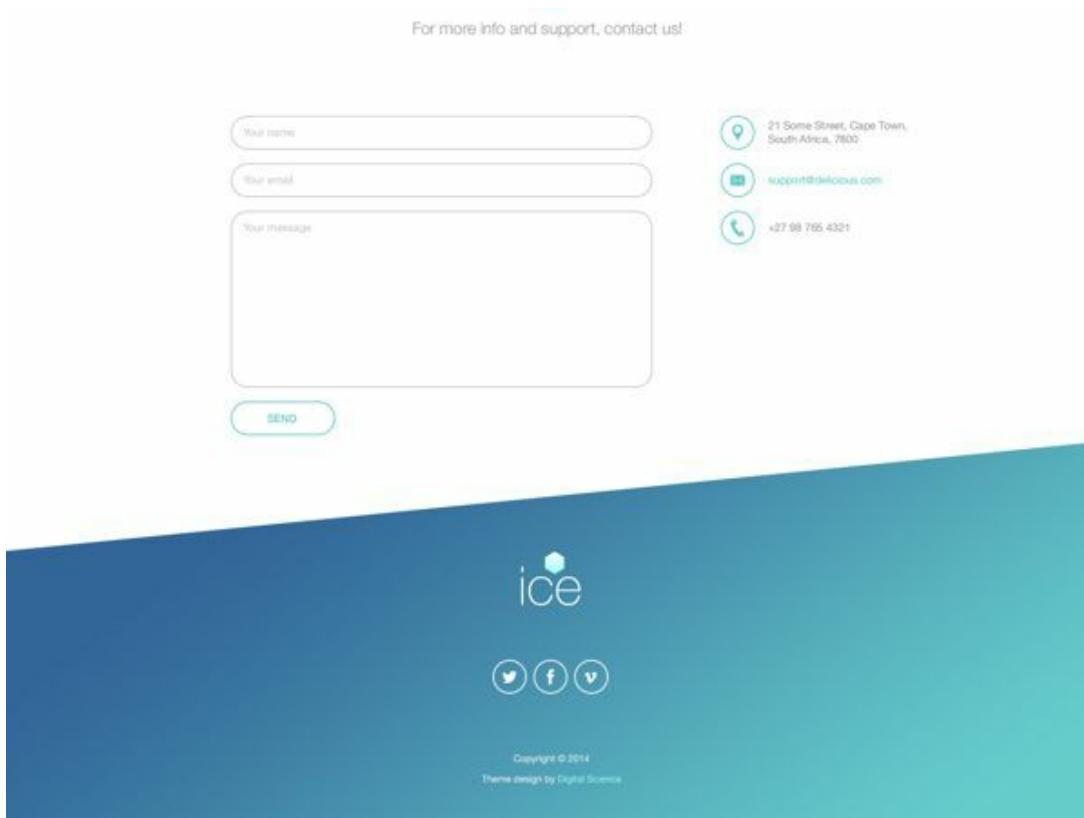 For more info and support, contact us!
Your name
Your email
Your message
SEND
21 Some Street, Cape Town,
South Africa, 7800
support@delicious.com
+27 98 765 4321
ice
Copyright © 2014
Theme design by Digital Science